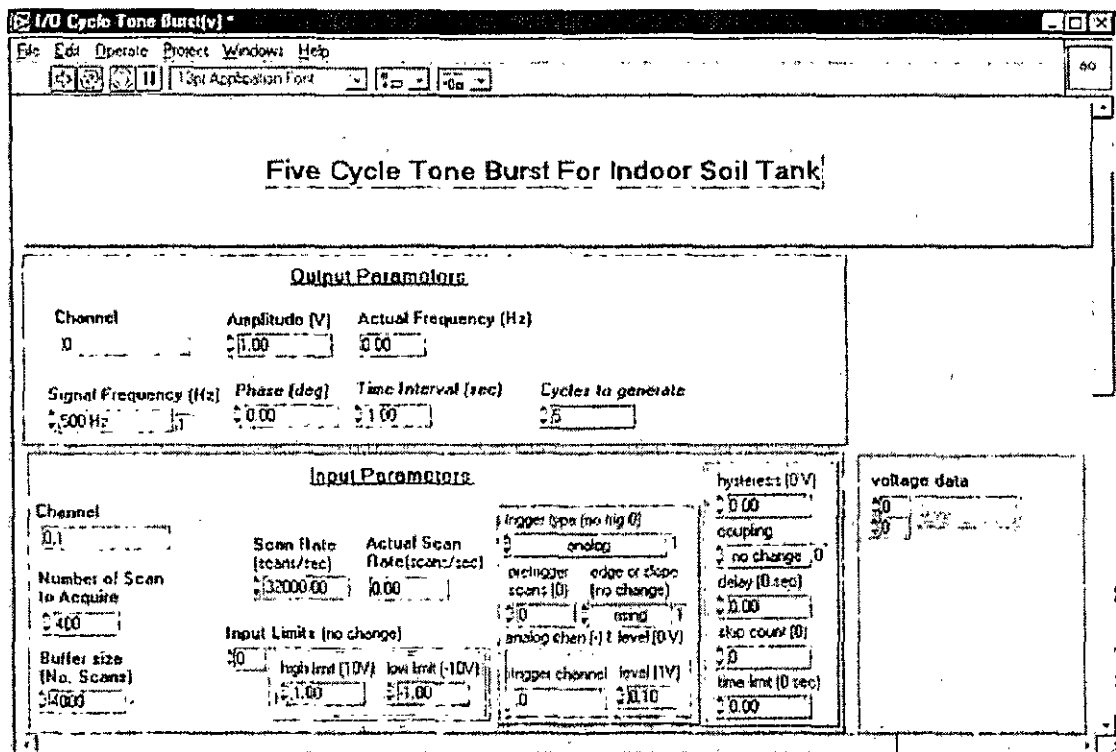 I/O Cyclo Tone Burst(v) *
File Edit Operate Project Windows Help
13pt Application Font
60
Five Cycle Tone Burst For Indoor Soil Tank
Output Parameters
Channel Amplitude (V) Actual Frequency (Hz)
0 1.00 0.00
Signal Frequency (Hz) Phase (deg) Time Interval (sec) Cycles to generate
500 Hz 1 0.00 1.00 5
Input Parameters
Channel
0,1
Number of Scan
to Acquire
400
Buffer size
(No. Scans)
4000
Scan Rate
(scans/sec)
32000.00
Actual Scan
Rate(scans/sec)
0.00
Input Limits (no change)
0
high limit (10V) low limit (-10V)
1.00 -1.00
trigger type (no trig 0)
analog 1
pretrigger
scans (0)
0
edge or slope
(no change)
rising 1
analog chan (-) & level (0 V)
trigger channel level (1V)
0 0.10
hysteresis (0 V)
0.00
coupling
no change 0
delay (0 sec)
0.00
skip count (0)
0
time limit (0 sec)
0.00
voltage data
0
0